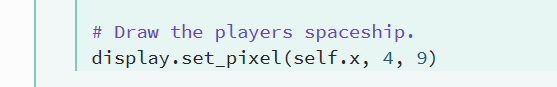 # Draw the players spaceship.
display.set_pixel(self.x, 4, 9)